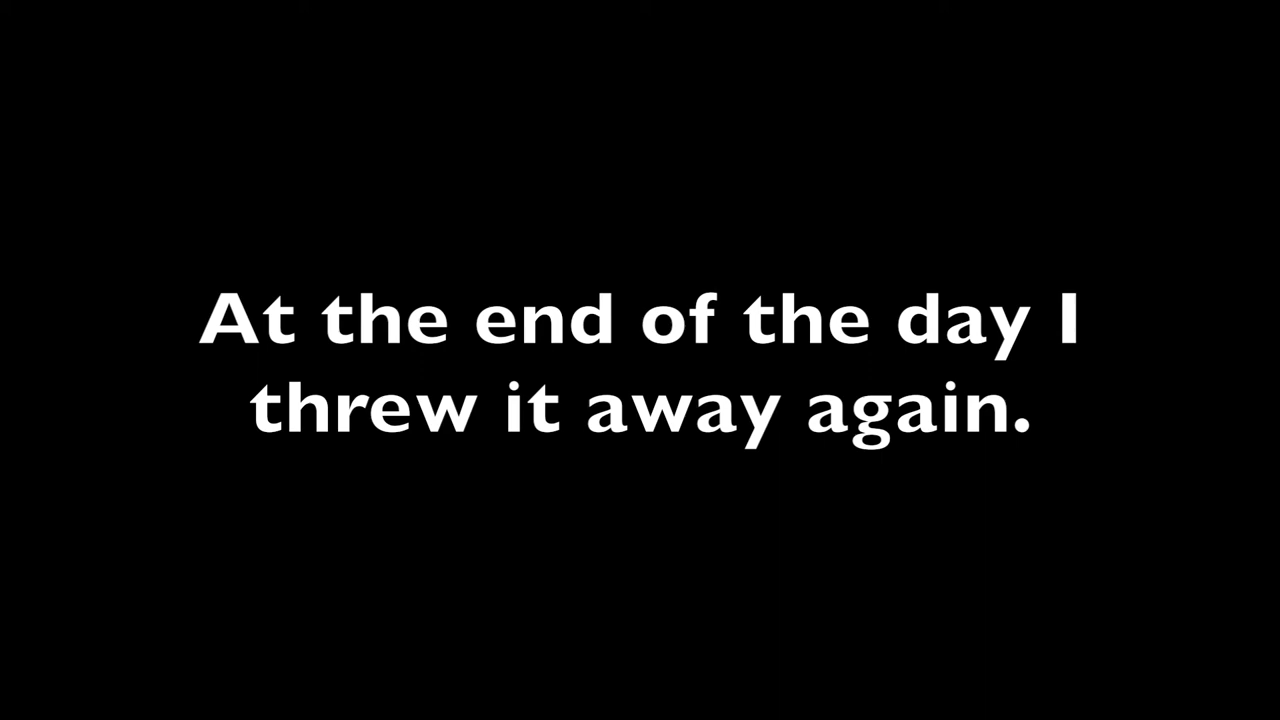 At the end of the day I
threw it away again.